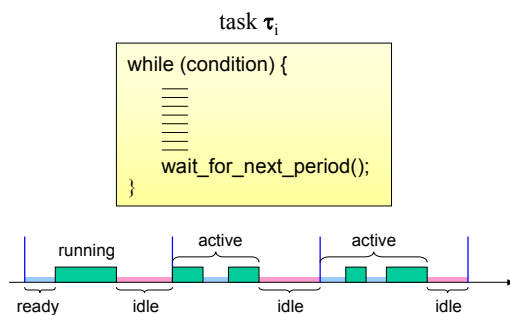 task τi
while (condition) {
wait_for_next_period();
}
running
active
active
ready
idle
idle
idle